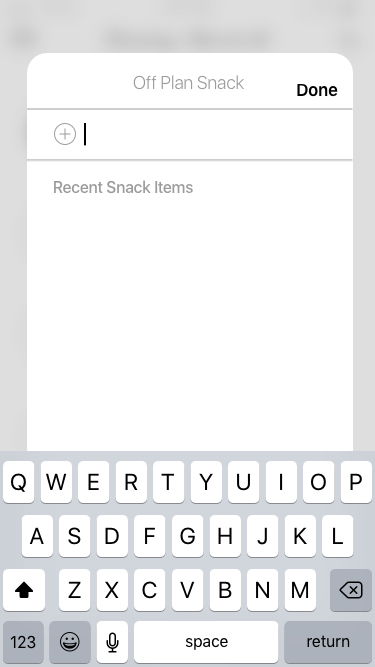 Off Plan Snack
Done
Recent Snack Items
Q W E R T Y U I O P
A S D F G H J K L
Z X C V B N M
123 space return